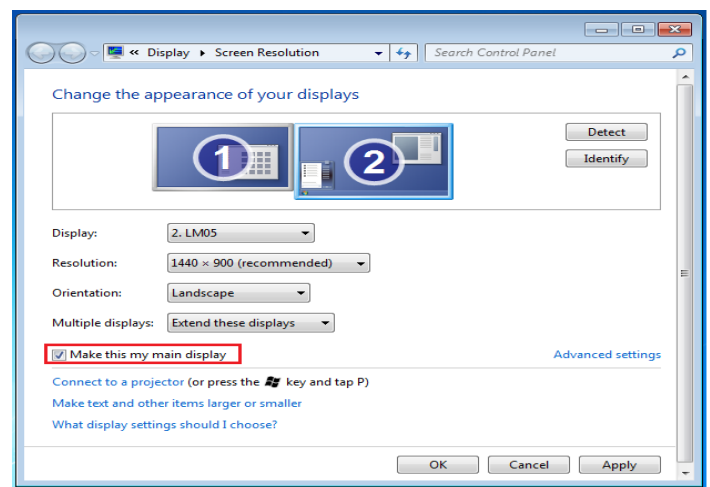 « Display ▸ Screen Resolution
Search Control Panel
Change the appearance of your displays
1
2
Detect
Identify
Display: 2. LM05
Resolution: 1440 × 900 (recommended)
Orientation: Landscape
Multiple displays: Extend these displays
Make this my main display
Advanced settings
Connect to a projector (or press the key and tap P)
Make text and other items larger or smaller
What display settings should I choose?
OK Cancel Apply